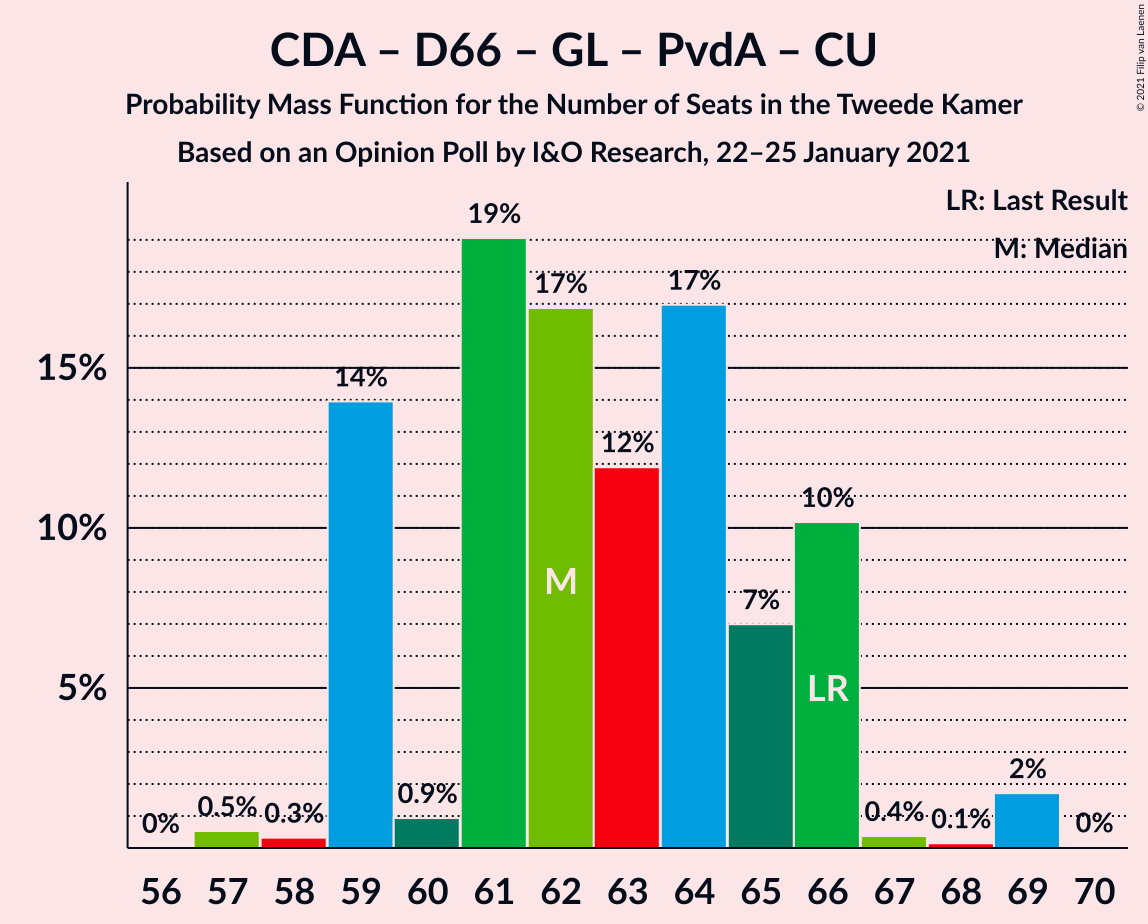 CDA – D66 – GL – PvdA – CU
Probability Mass Function for the Number of Seats in the Tweede Kamer
Based on an Opinion Poll by I&O Research, 22–25 January 2021
© 2021 Filip van Laenen
LR: Last Result
M: Median
15%
10%
5%
0%
0.5%
0.3%
14%
0.9%
19%
17%
12%
17%
7%
10%
0.4%
0.1%
2%
0%
M
LR
56 57 58 59 60 61 62 63 64 65 66 67 68 69 70